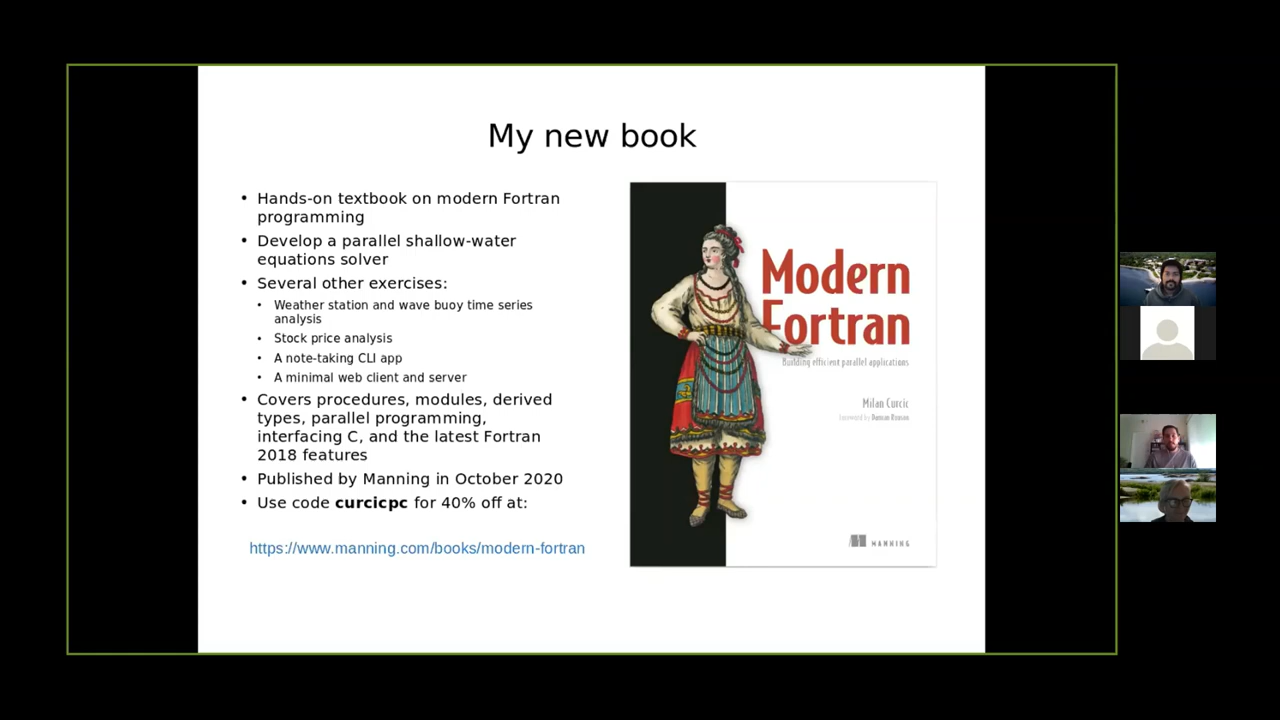 My new book
• Hands-on textbook on modern Fortran
programming
• Develop a parallel shallow-water
equations solver
• Several other exercises:
• Weather station and wave buoy time series
analysis
• Stock price analysis
• A note-taking CLI app
• A minimal web client and server
• Covers procedures, modules, derived
types, parallel programming,
interfacing C, and the latest Fortran
2018 features
• Published by Manning in October 2020
• Use code curcicpc for 40% off at:
https://www.manning.com/books/modern-fortran
Modern
Fortran
Building efficient parallel applications
Milan Curcic
Foreword by Damian Rouson
MANNING